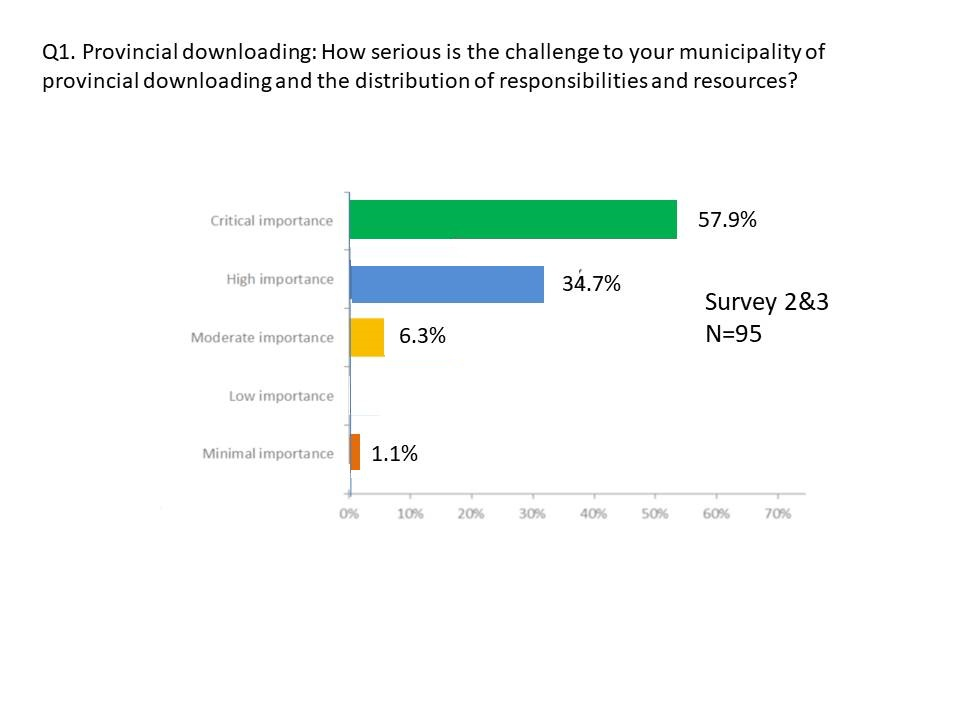 Q1. Provincial downloading: How serious is the challenge to your municipality of
provincial downloading and the distribution of responsibilities and resources?
Critical importance
57.9%
High importance
34.7%
Survey 2&3
N=95
Moderate importance
6.3%
Low importance
Minimal importance
1.1%
0% 10% 20% 30% 40% 50% 60% 70%